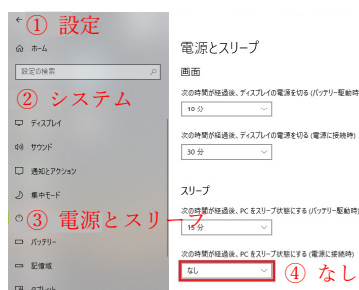 ← ① 設定
ホーム
設定の検索
② システム
ディスプレイ
サウンド
通知とアクション
集中モード
③ 電源とスリープ
バッテリー
記憶域
タブレット
電源とスリープ
画面
次の時間が経過後、ディスプレイの電源を切る (バッテリー駆動時
10 分
次の時間が経過後、ディスプレイの電源を切る (電源に接続時)
30 分
スリープ
次の時間が経過後、PC をスリープ状態にする (バッテリー駆動時)
15 分
次の時間が経過後、PC をスリープ状態にする (電源に接続時)
なし
④ なし